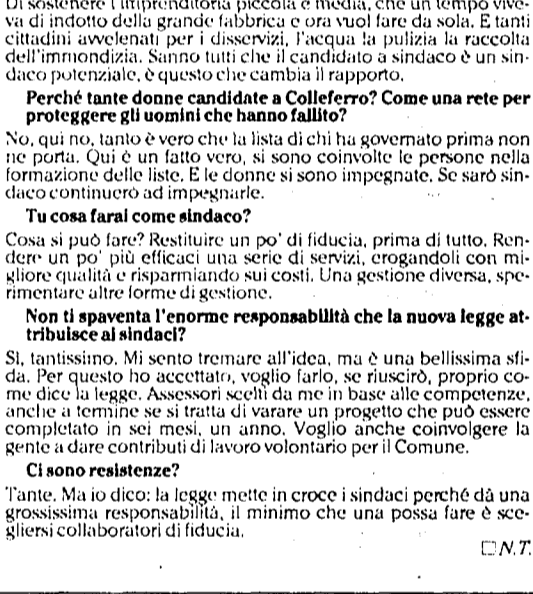 Di sostenere l'imprenditoria piccola e media, che un tempo vive-
va di indotto della grande fabbrica e ora vuol fare da sola. E tanti
cittadini avvelenati per i disservizi, l'acqua la pulizia la raccolta
dell'immondizia. Sanno tutti che il candidato a sindaco è un sin-
daco potenziale, è questo che cambia il rapporto.
Perché tante donne candidate a Colleferro? Come una rete per
proteggere gli uomini che hanno fallito?
No, qui no, tanto è vero che la lista di chi ha governato prima non
ne porta. Qui è un fatto vero, si sono coinvolte le persone nella
formazione delle liste. E le donne si sono impegnate. Se sarò sin-
daco continuerò ad impegnarle.
Tu cosa farai come sindaco?
Cosa si può fare? Restituire un po' di fiducia, prima di tutto. Ren-
dere un po' più efficaci una serie di servizi, erogandoli con mi-
gliore qualità e risparmiando sui costi. Una gestione diversa, spe-
rimentare altre forme di gestione.
Non ti spaventa l'enorme responsabilità che la nuova legge at-
tribuisce ai sindaci?
Sì, tantissimo. Mi sento tremare all'idea, ma è una bellissima sfi-
da. Per questo ho accettato, voglio farlo, se riuscirò, proprio co-
me dice la legge. Assessori scelti da me in base alle competenze,
anche a termine se si tratta di varare un progetto che può essere
completato in sei mesi, un anno. Voglio anche coinvolgere la
gente a dare contributi di lavoro volontario per il Comune.
Ci sono resistenze?
Tante. Ma io dico: la legge mette in croce i sindaci perché dà una
grossissima responsabilità, il minimo che una possa fare è sce-
gliersi collaboratori di fiducia.
□ N.T.